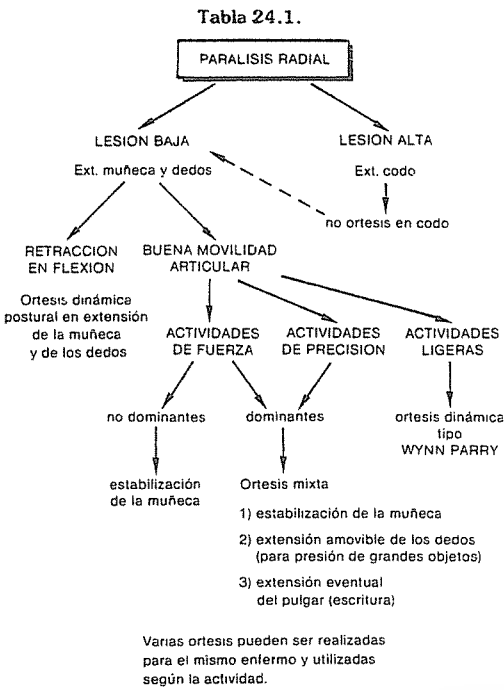 Tabla 24.1.
PARALISIS RADIAL
LESION BAJA
Ext. muñeca y dedos
LESION ALTA
Ext. codo
no ortesis en codo
RETRACCION
EN FLEXION
Ortesis dinámica
postural en extensión
de la muñeca
y de los dedos
BUENA MOVILIDAD
ARTICULAR
ACTIVIDADES
DE FUERZA
ACTIVIDADES
DE PRECISION
ACTIVIDADES
LIGERAS
no dominantes
dominantes
ortesis dinámica
tipo
WYNN PARRY
estabilización
de la muñeca
Ortesis mixta
1) estabilización de la muñeca
2) extensión amovible de los dedos
(para presión de grandes objetos)
3) extensión eventual
del pulgar (escritura)
Varias ortesis pueden ser realizadas
para el mismo enfermo y utilizadas
según la actividad.